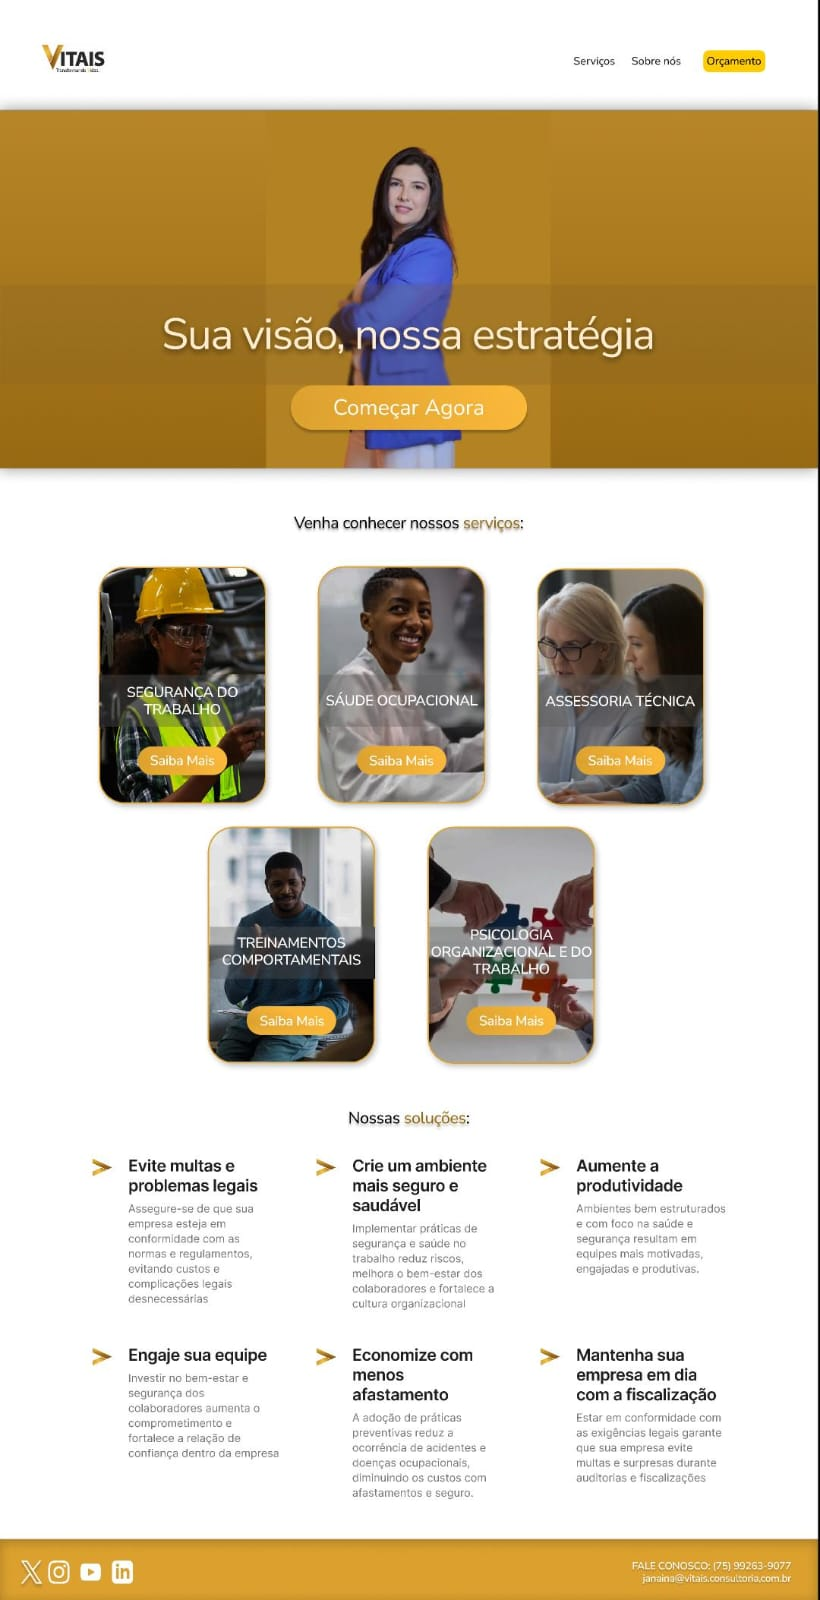 VITAIS
Serviços Sobre nós Orçamento
Sua visão, nossa estratégia
Começar Agora
Venha conhecer nossos serviços:
SEGURANÇA DO
TRABALHO
Saiba Mais
SÁUDE OCUPACIONAL
Saiba Mais
ASSESSORIA TÉCNICA
Saiba Mais
TREINAMENTOS
COMPORTAMENTAIS
Saiba Mais
PSICOLOGIA
ORGANIZACIONAL E DO
TRABALHO
Saiba Mais
Nossas soluções:
Evite multas e
problemas legais
Assegure-se de que sua
empresa esteja em
conformidade com as
normas e regulamentos,
evitando custos e
complicações legais
desnecessárias
Crie um ambiente
mais seguro e
saudável
Implementar práticas de
segurança e saúde no
trabalho reduz riscos,
melhora o bem-estar dos
colaboradores e fortalece a
cultura organizacional
Aumente a
produtividade
Ambientes bem estruturados
e com foco na saúde e
segurança resultam em
equipes mais motivadas,
engajadas e produtivas.
Engaje sua equipe
Investir no bem-estar e
segurança dos
colaboradores aumenta o
comprometimento e
fortalece a relação de
confiança dentro da empresa
Economize com
menos
afastamento
A adoção de práticas
preventivas reduz a
ocorrência de acidentes e
doenças ocupacionais,
diminuindo os custos com
afastamentos e seguro.
Mantenha sua
empresa em dia
com a fiscalização
Estar em conformidade com
as exigências legais garante
que sua empresa evite
multas e surpresas durante
auditorias e fiscalizações
FALE CONOSCO: (75) 99263-9077
janaina@vitais.consultoria.com.br